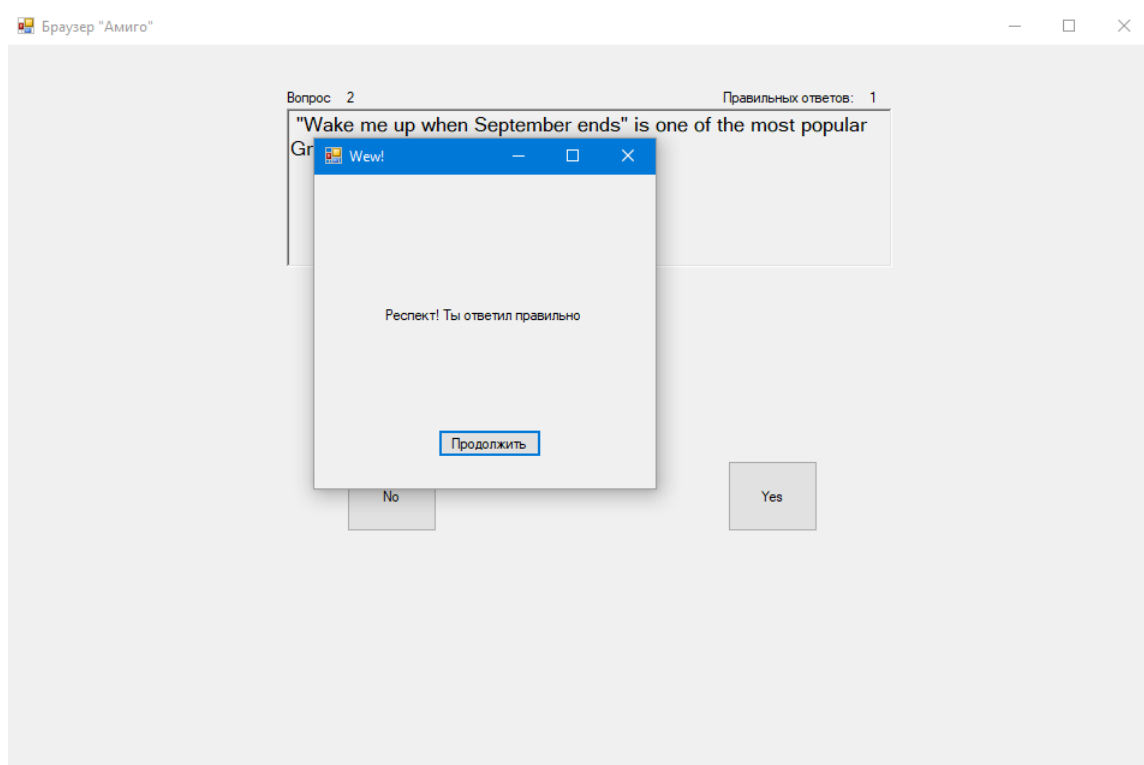 Браузер "Амиго"
Вопрос 2 Правильных ответов: 1
"Wake me up when September ends" is one of the most popular
Gr
Wew!
Респект! Ты ответил правильно
Продолжить
No Yes